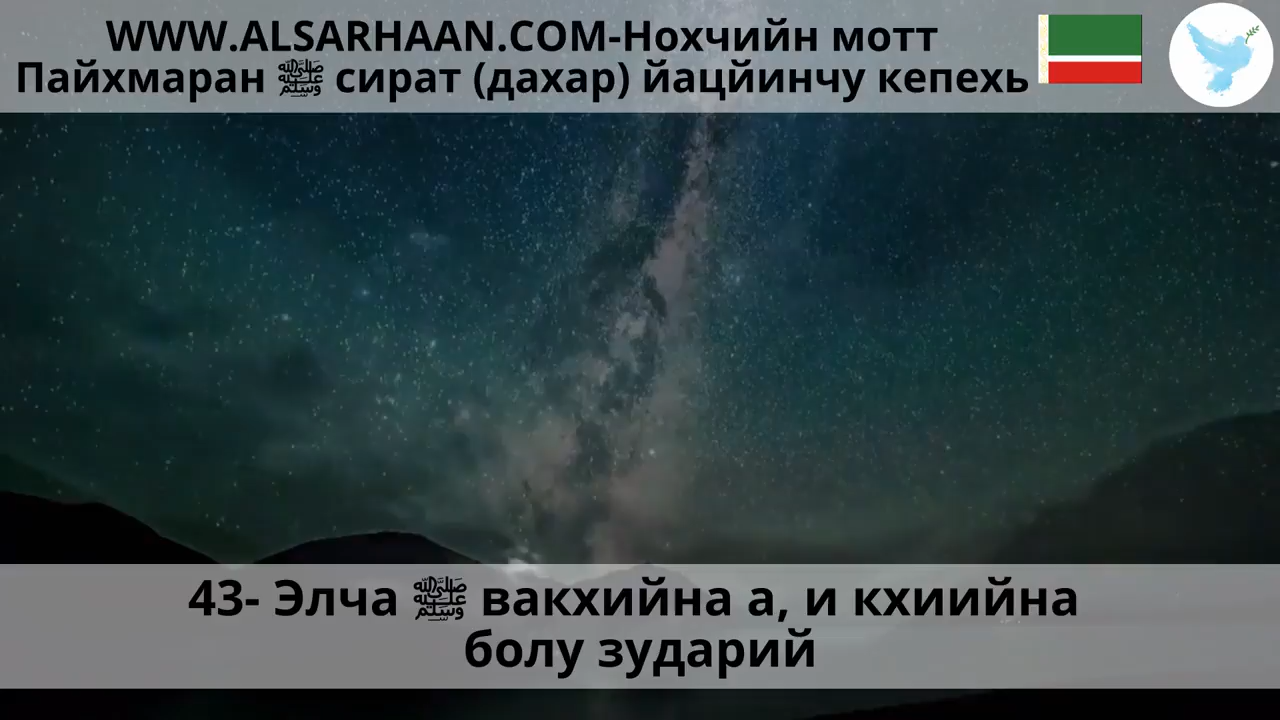 WWW.ALSARHAAN.COM-Нохчийн мотт
Пайхмаран ﷺ сират (дахар) йацйинчу кепехь
43- Элча ﷺ вакхийна а, и кхиийна
болу зударий